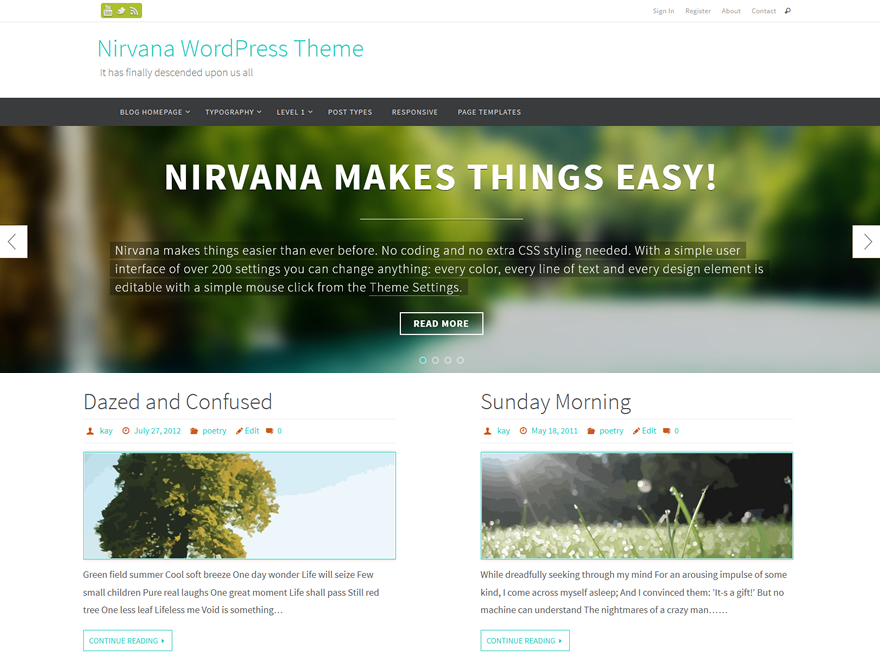 Sign In Register About Contact
Nirvana WordPress Theme
It has finally descended upon us all
BLOG HOMEPAGE TYPOGRAPHY LEVEL 1 POST TYPES RESPONSIVE PAGE TEMPLATES
NIRVANA MAKES THINGS EASY!
Nirvana makes things easier than ever before. No coding and no extra CSS styling needed. With a simple user
interface of over 200 settings you can change anything: every color, every line of text and every design element is
editable with a simple mouse click from the Theme Settings.
READ MORE
Dazed and Confused
kay July 27, 2012 poetry Edit 0
Green field summer Cool soft breeze One day wonder Life will seize Few
small children Pure real laughs One great moment Life shall pass Still red
tree One less leaf Lifeless me Void is something…
CONTINUE READING
Sunday Morning
kay May 18, 2011 poetry Edit 0
While dreadfully seeking through my mind For an arousing impulse of some
kind, I come across myself asleep; And I convinced them: 'It-s a gift!' But no
machine can understand The nightmares of a crazy man……
CONTINUE READING